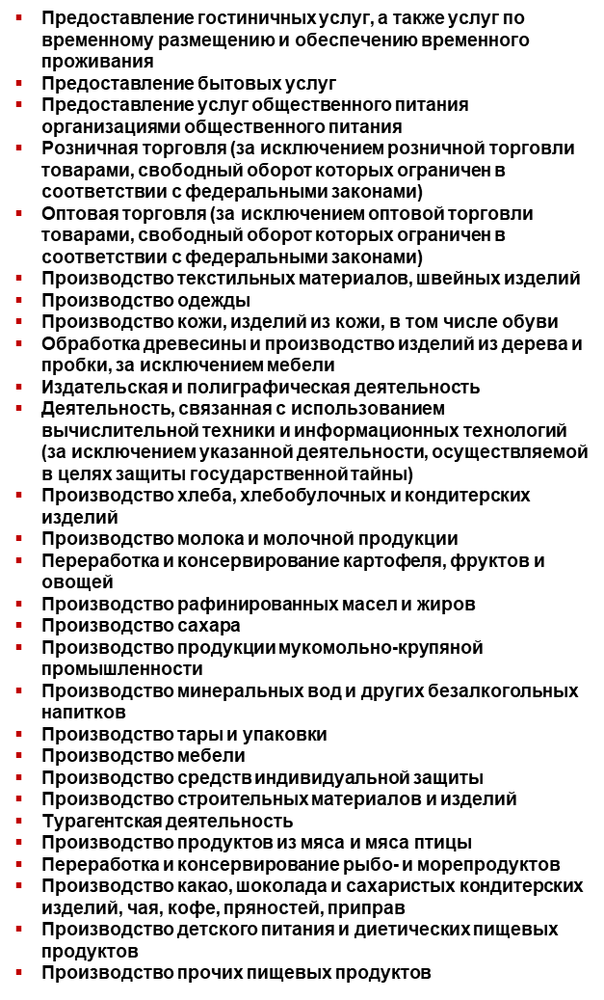 ▪ Предоставление гостиничных услуг, а также услуг по
временному размещению и обеспечению временного
проживания
▪ Предоставление бытовых услуг
▪ Предоставление услуг общественного питания
организациями общественного питания
▪ Розничная торговля (за исключением розничной торговли
товарами, свободный оборот которых ограничен в
соответствии с федеральными законами)
▪ Оптовая торговля (за исключением оптовой торговли
товарами, свободный оборот которых ограничен в
соответствии с федеральными законами)
▪ Производство текстильных материалов, швейных изделий
▪ Производство одежды
▪ Производство кожи, изделий из кожи, в том числе обуви
▪ Обработка древесины и производство изделий из дерева и
пробки, за исключением мебели
▪ Издательская и полиграфическая деятельность
▪ Деятельность, связанная с использованием
вычислительной техники и информационных технологий
(за исключением указанной деятельности, осуществляемой
в целях защиты государственной тайны)
▪ Производство хлеба, хлебобулочных и кондитерских
изделий
▪ Производство молока и молочной продукции
▪ Переработка и консервирование картофеля, фруктов и
овощей
▪ Производство рафинированных масел и жиров
▪ Производство сахара
▪ Производство продукции мукомольно-крупяной
промышленности
▪ Производство минеральных вод и других безалкогольных
напитков
▪ Производство тары и упаковки
▪ Производство мебели
▪ Производство средств индивидуальной защиты
▪ Производство строительных материалов и изделий
▪ Турагентская деятельность
▪ Производство продуктов из мяса и мяса птицы
▪ Переработка и консервирование рыбо- и морепродуктов
▪ Производство какао, шоколада и сахаристых кондитерских
изделий, чая, кофе, пряностей, приправ
▪ Производство детского питания и диетических пищевых
продуктов
▪ Производство прочих пищевых продуктов